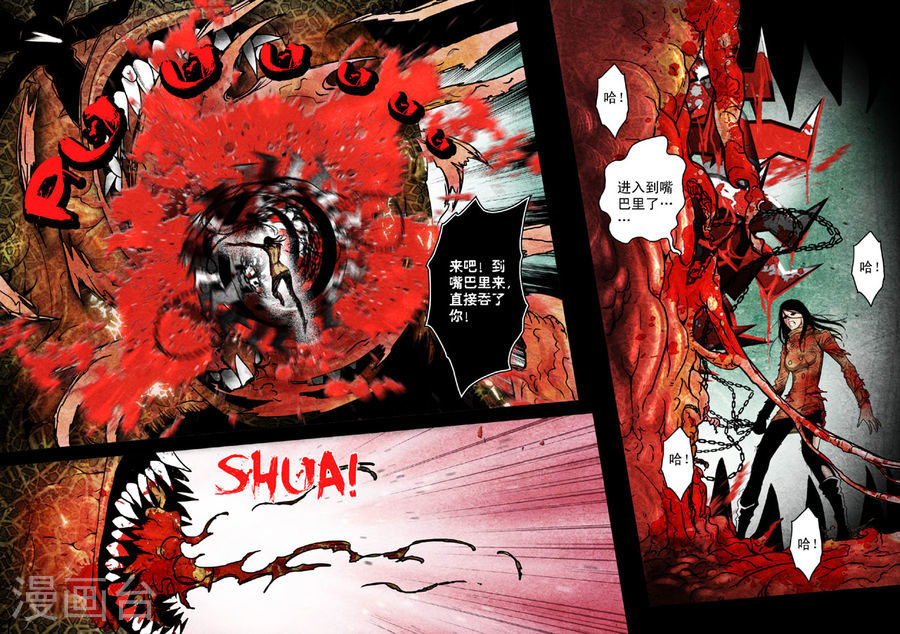 PUUUUUU
来吧！到
嘴巴里来，
直接吞了
你！
SHUA!
哈！
进入到嘴
巴里了……
……
哈！
哈！
哈！
漫画台